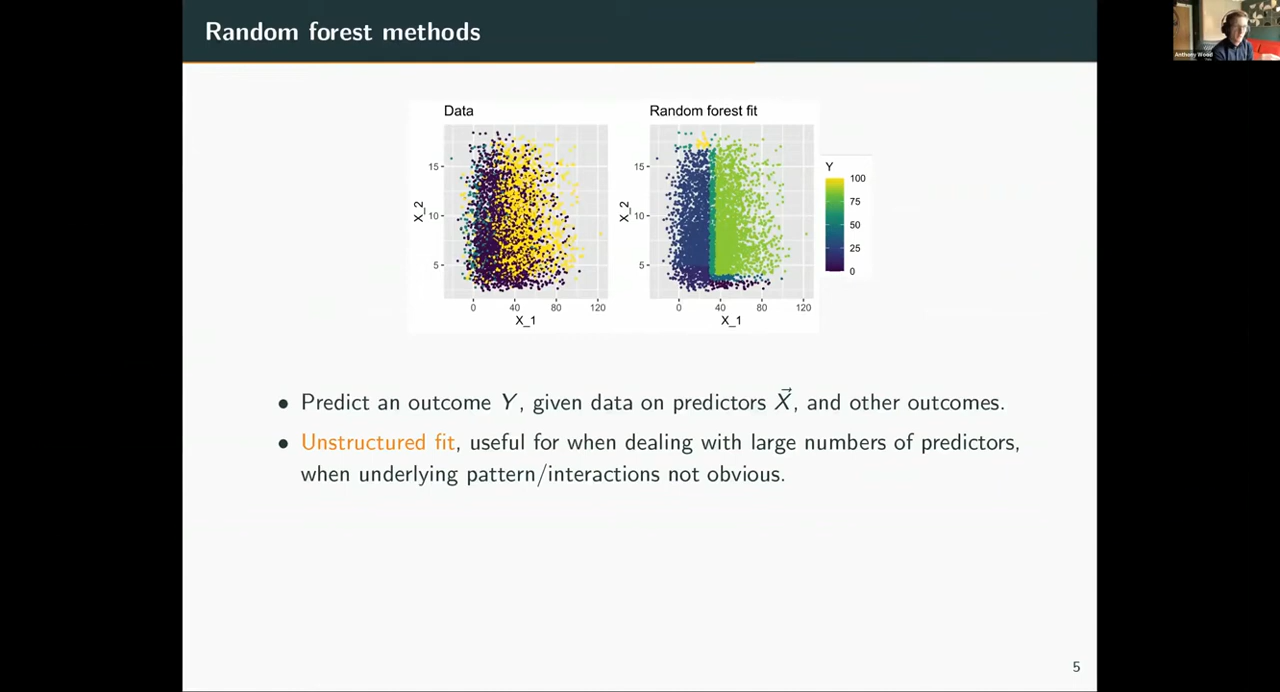 Random forest methods
Anthony Wood
Data
Random forest fit
15
10
5
X_2
0 40 80 120
X_1
15
10
5
X_2
0 40 80 120
X_1
Y
100
75
50
25
0
• Predict an outcome Y, given data on predictors X⃗, and other outcomes.
• Unstructured fit, useful for when dealing with large numbers of predictors,
when underlying pattern/interactions not obvious.
5